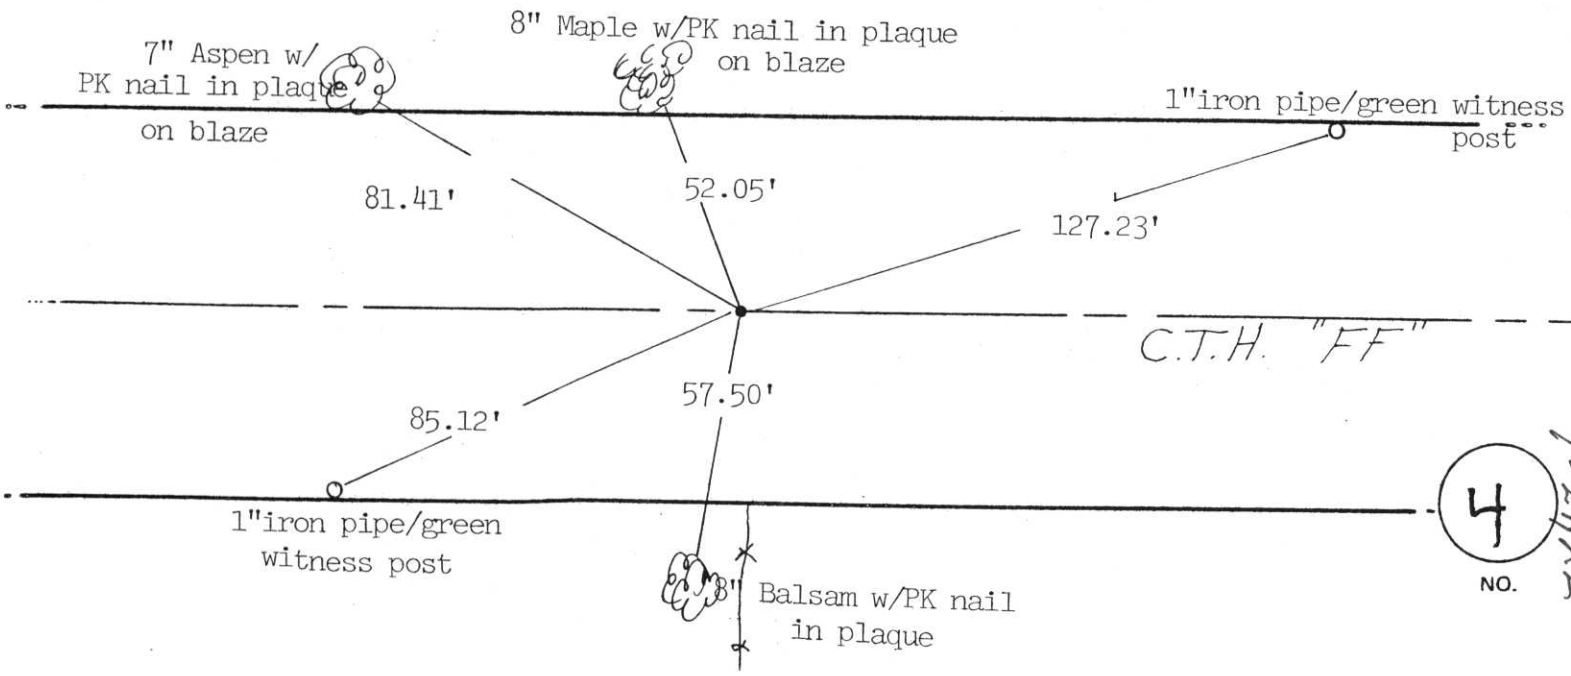 8" Maple w/PK nail in plaque
on blaze
7" Aspen w/
PK nail in plaque
on blaze
1"iron pipe/green witness
post
81.41'
52.05'
127.23'
C.T.H. "FF"
57.50'
85.12'
1"iron pipe/green
witness post
8" Balsam w/PK nail
in plaque
4
NO.